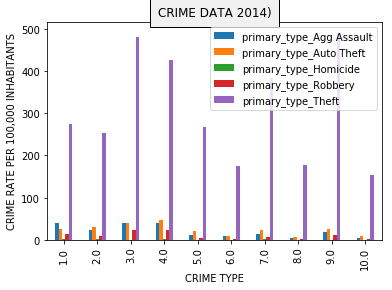 CRIME DATA 2014)
primary_type_Agg Assault
primary_type_Auto Theft
primary_type_Homicide
primary_type_Robbery
primary_type_Theft
CRIME RATE PER 100,000 INHABITANTS
500
400
300
200
100
0
1.0 2.0 3.0 4.0 5.0 6.0 7.0 8.0 9.0 10.0
CRIME TYPE